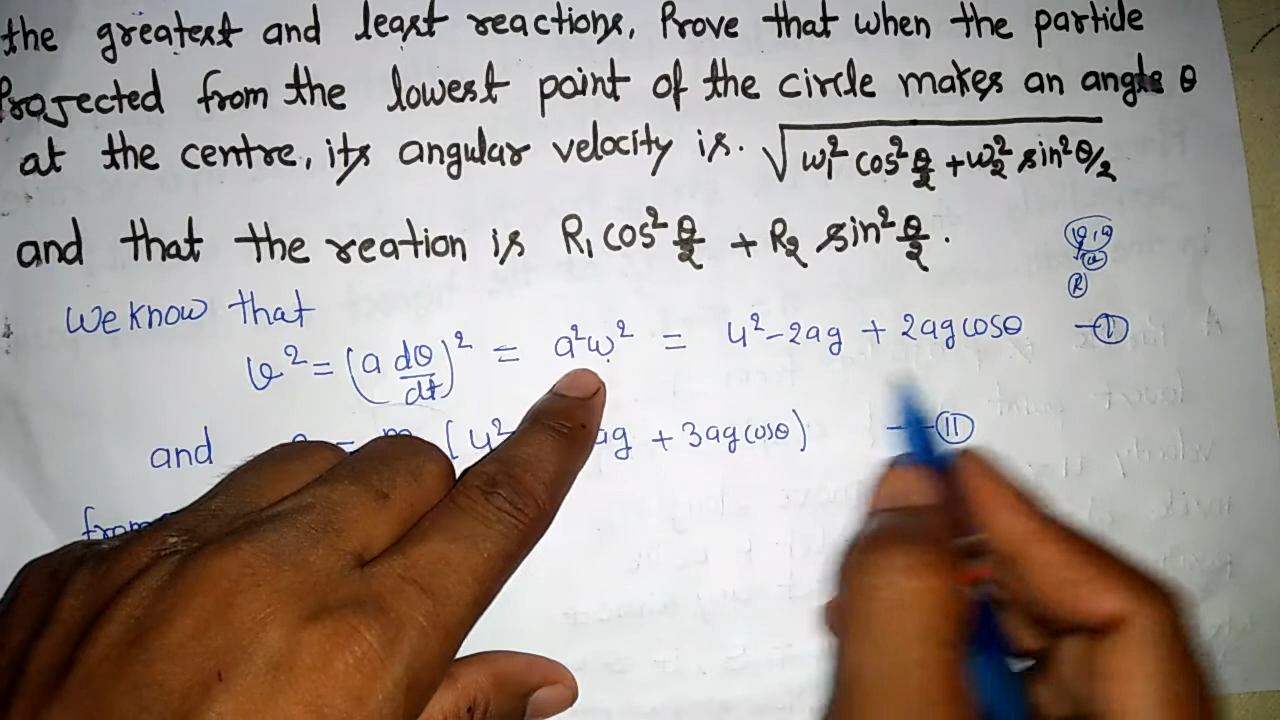 the greatest and least reactions, Prove that when the particle
Projected from the lowest point of the circle makes an angle θ
at the centre, its angular velocity is. √(ω₁² cos² θ/2 + ω₂² sin² θ/2)
and that the reation is R₁ cos² θ/2 + R₂ sin² θ/2 .
We know that
v² = (a dθ/dt)² = a²ω² = u² - 2ag + 2ag cosθ —(I)
and = [u² ag + 3ag cosθ) —(II)
from